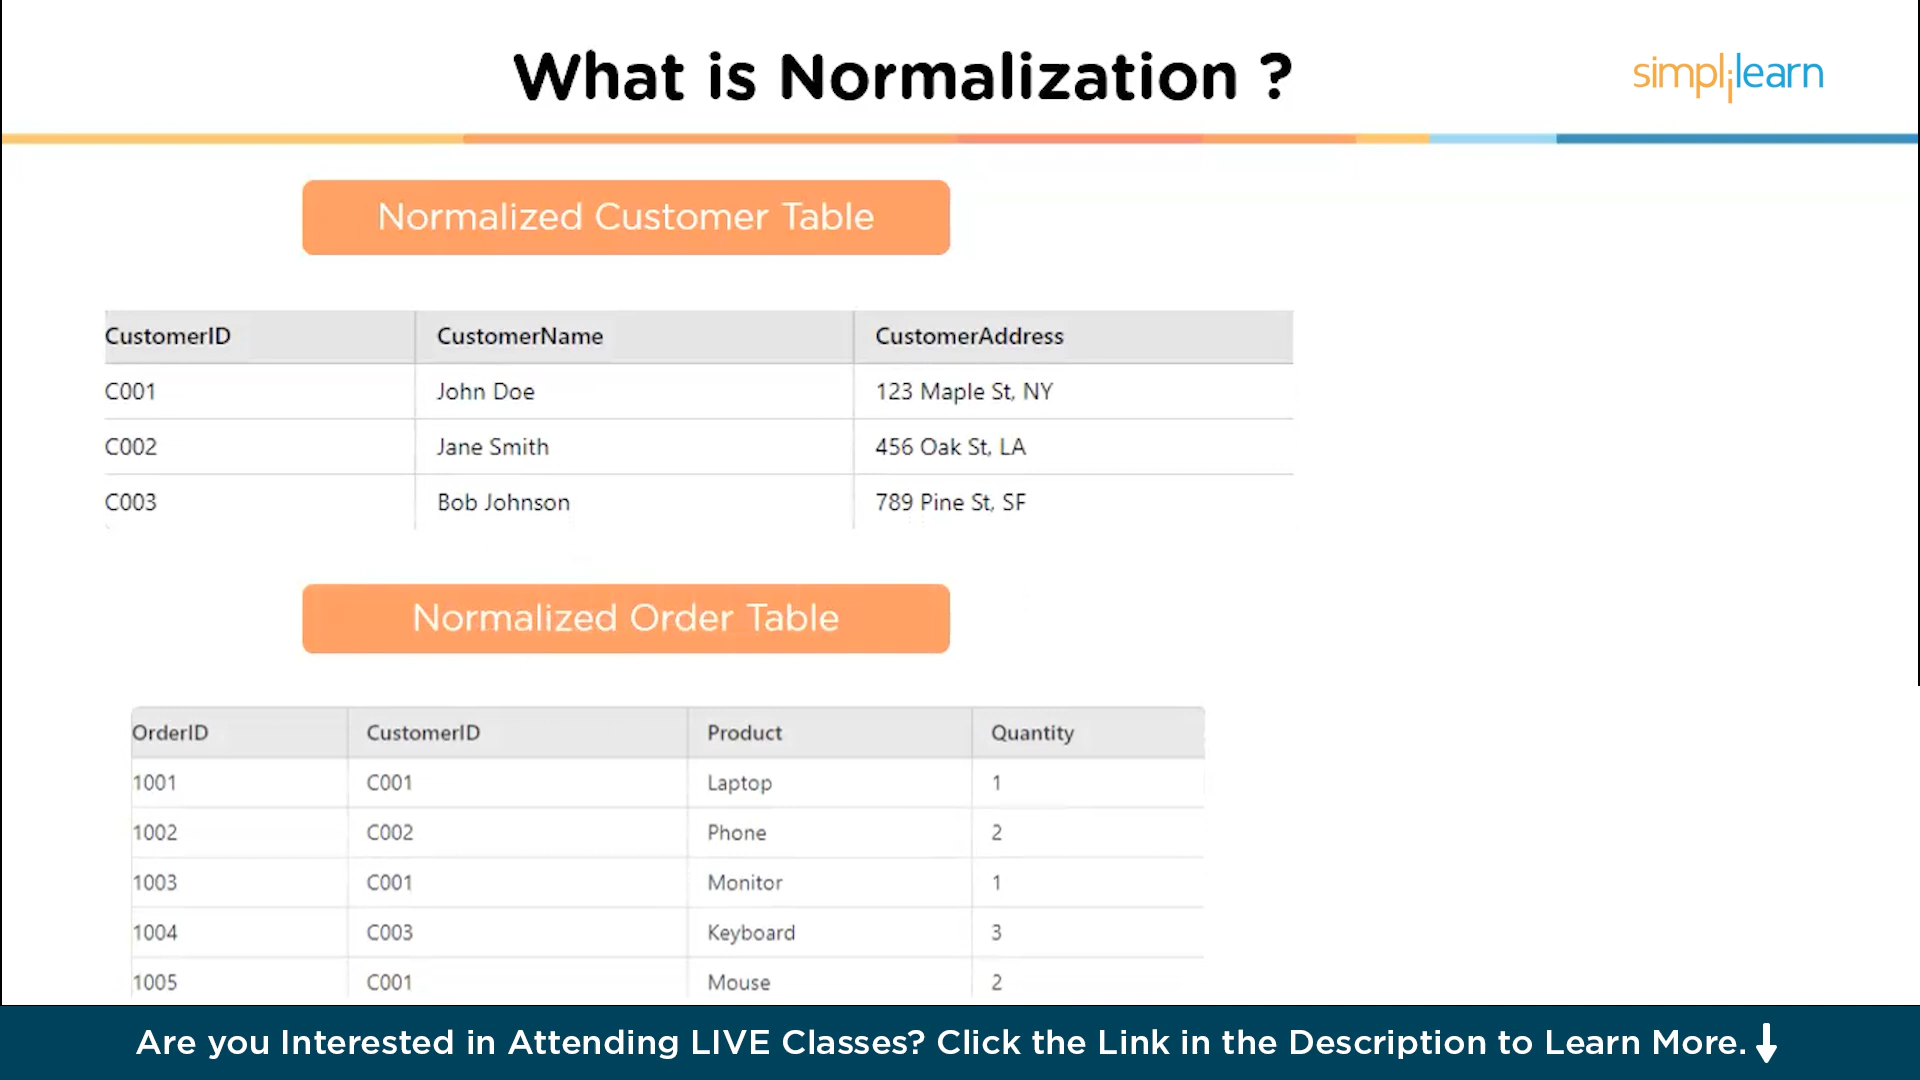 What is Normalization ?
simplilearn
Normalized Customer Table
CustomerID CustomerName CustomerAddress
C001 John Doe 123 Maple St, NY
C002 Jane Smith 456 Oak St, LA
C003 Bob Johnson 789 Pine St, SF
Normalized Order Table
OrderID CustomerID Product Quantity
1001 C001 Laptop 1
1002 C002 Phone 2
1003 C001 Monitor 1
1004 C003 Keyboard 3
1005 C001 Mouse 2
Are you Interested in Attending LIVE Classes? Click the Link in the Description to Learn More.